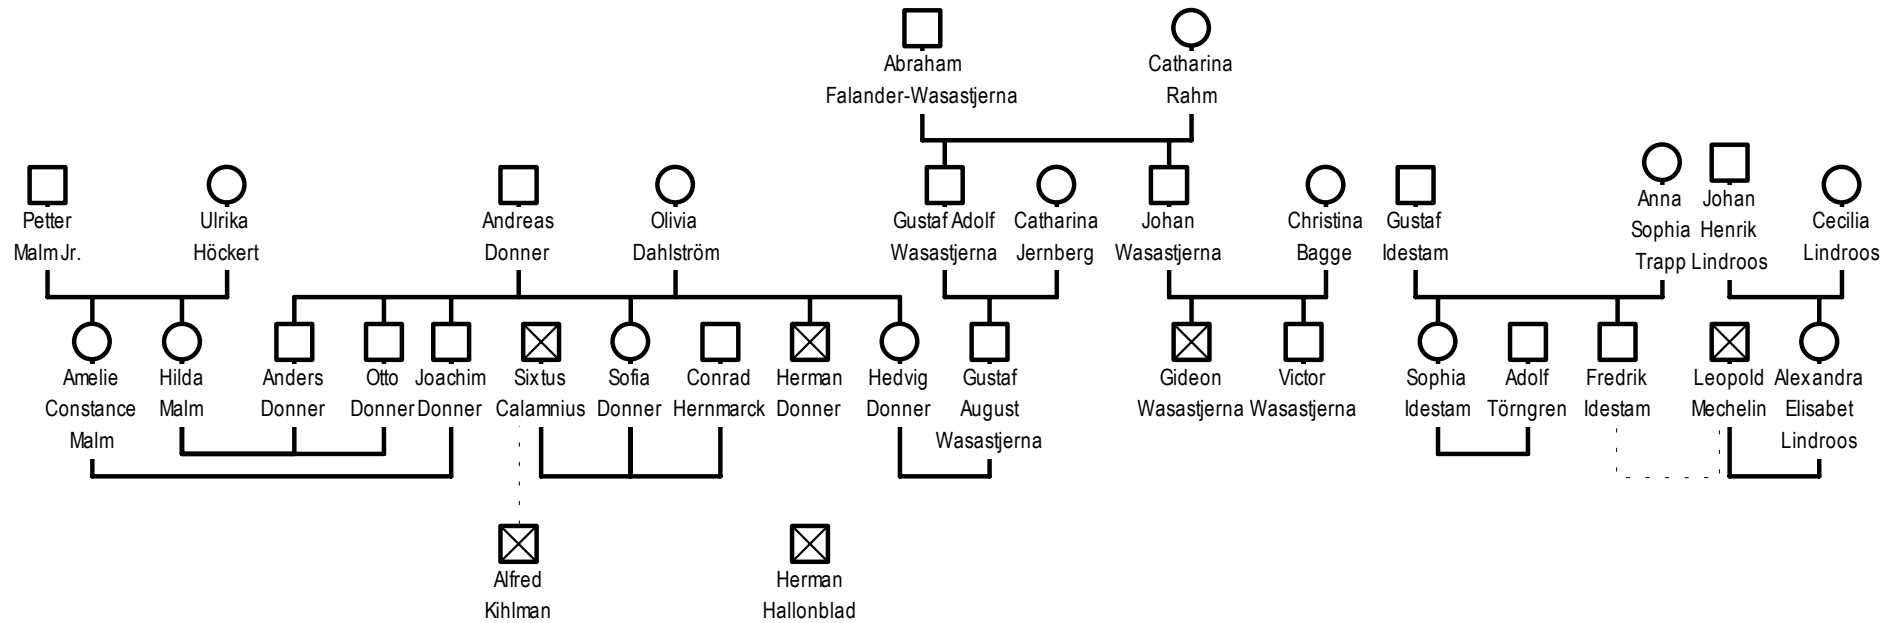 Abraham
Falander-Wasastjerna
Catharina
Rahm
Petter
Malm Jr.
Ulrika
Höckert
Andreas
Donner
Olivia
Dahlström
Gustaf Adolf
Wasastjerna
Catharina
Jernberg
Johan
Wasastjerna
Christina
Bagge
Gustaf
Idestam
Anna
Sophia
Trapp
Johan
Henrik
Lindroos
Cecilia
Lindroos
Amelie
Constance
Malm
Hilda
Malm
Anders
Donner
Otto
Donner
Joachim
Donner
Sixtus
Calamnius
Sofia
Donner
Conrad
Hernmarck
Herman
Donner
Hedvig
Donner
Gustaf
August
Wasastjerna
Gideon
Wasastjerna
Victor
Wasastjerna
Sophia
Idestam
Adolf
Törngren
Fredrik
Idestam
Leopold
Mechelin
Alexandra
Elisabet
Lindroos
Alfred
Kihlman
Herman
Hallonblad